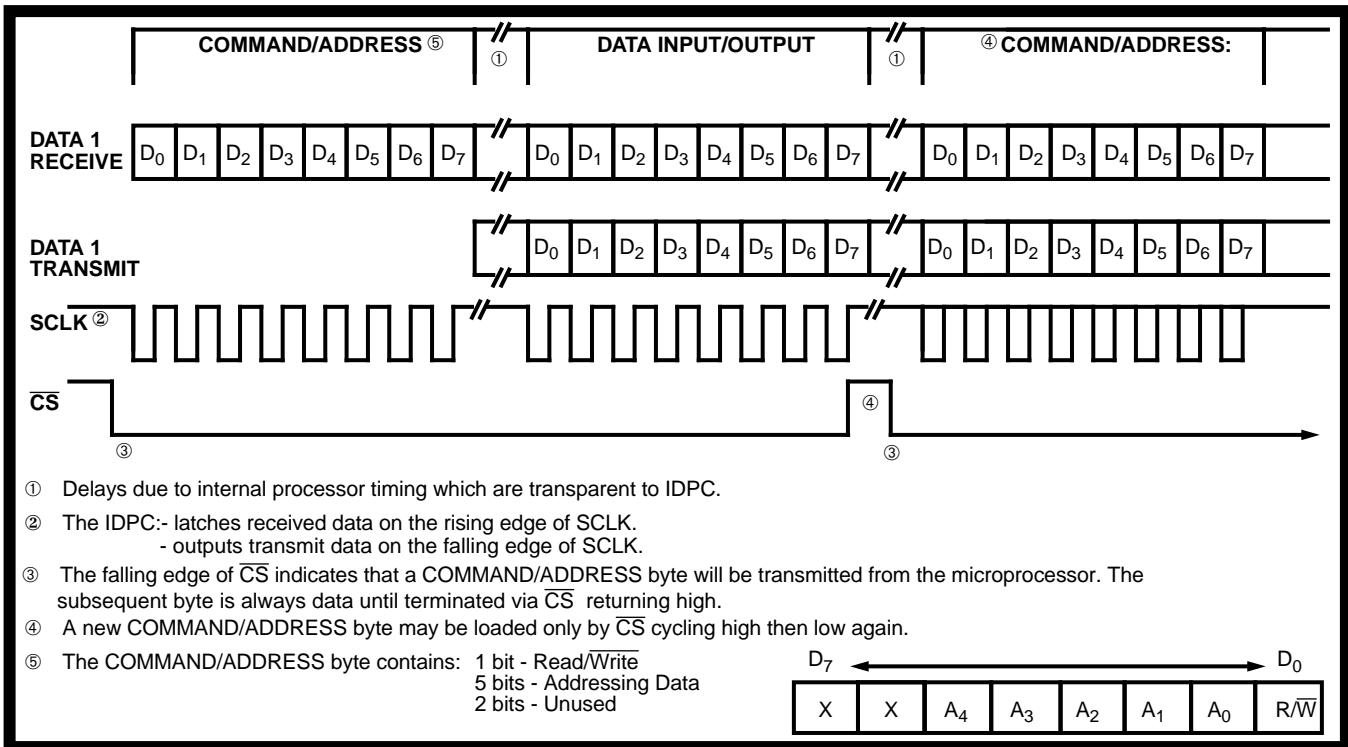 COMMAND/ADDRESS ⑤ ① DATA INPUT/OUTPUT ① ④ COMMAND/ADDRESS:
DATA 1
RECEIVE
D0 D1 D2 D3 D4 D5 D6 D7 D0 D1 D2 D3 D4 D5 D6 D7 D0 D1 D2 D3 D4 D5 D6 D7
DATA 1
TRANSMIT
D0 D1 D2 D3 D4 D5 D6 D7 D0 D1 D2 D3 D4 D5 D6 D7
SCLK ②
C̅S̅ ④
③ ③
① Delays due to internal processor timing which are transparent to IDPC.
② The IDPC:- latches received data on the rising edge of SCLK.
- outputs transmit data on the falling edge of SCLK.
③ The falling edge of C̅S̅ indicates that a COMMAND/ADDRESS byte will be transmitted from the microprocessor. The
subsequent byte is always data until terminated via C̅S̅ returning high.
④ A new COMMAND/ADDRESS byte may be loaded only by C̅S̅ cycling high then low again.
⑤ The COMMAND/ADDRESS byte contains: 1 bit - Read/W̅r̅i̅t̅e̅
5 bits - Addressing Data
2 bits - Unused
D7 D0
X X A4 A3 A2 A1 A0 R/W̅